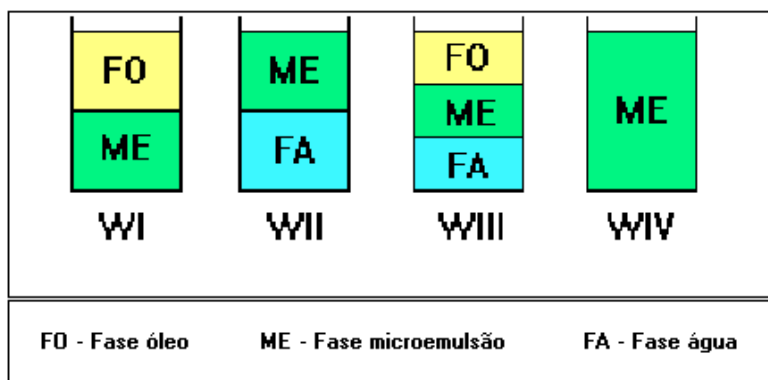 FO ME FO ME
ME FA ME
FA
WI WII WIII WIV
FO - Fase óleo ME - Fase microemulsão FA - Fase água